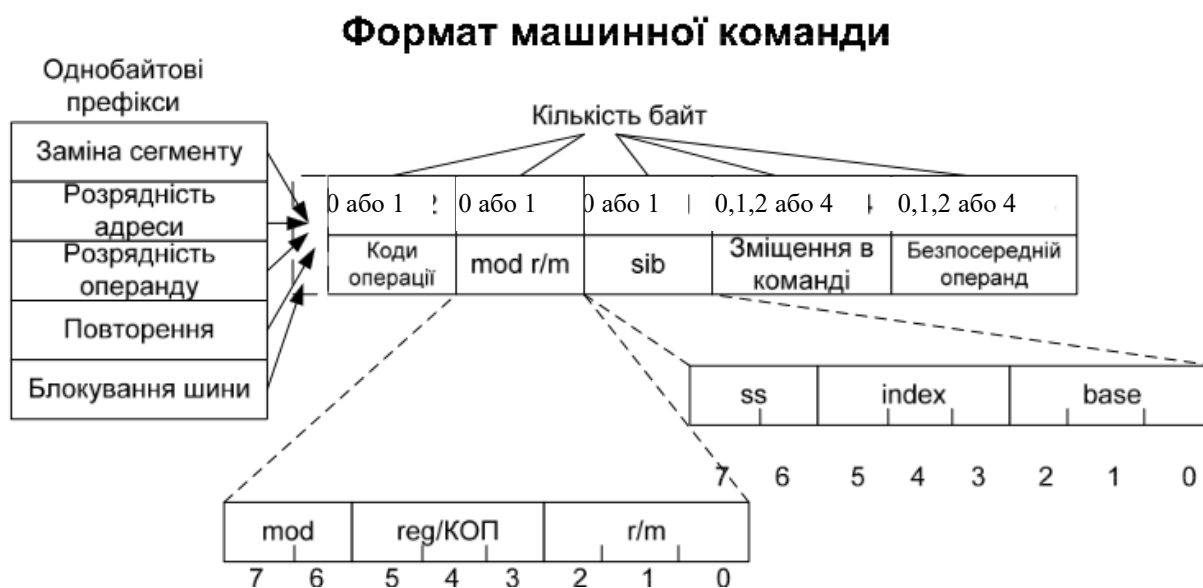 Формат машинної команди
Однобайтові
префікси
Заміна сегменту
Розрядність
адреси
Розрядність
операнду
Повторення
Блокування шини
Кількість байт
0 або 1
0 або 1
0 або 1
0,1,2 або 4
0,1,2 або 4
Коди
операції
mod r/m
sib
Зміщення в
команді
Безпосередній
операнд
ss
index
base
7 6 5 4 3 2 1 0
mod
reg/КОП
r/m
7 6 5 4 3 2 1 0